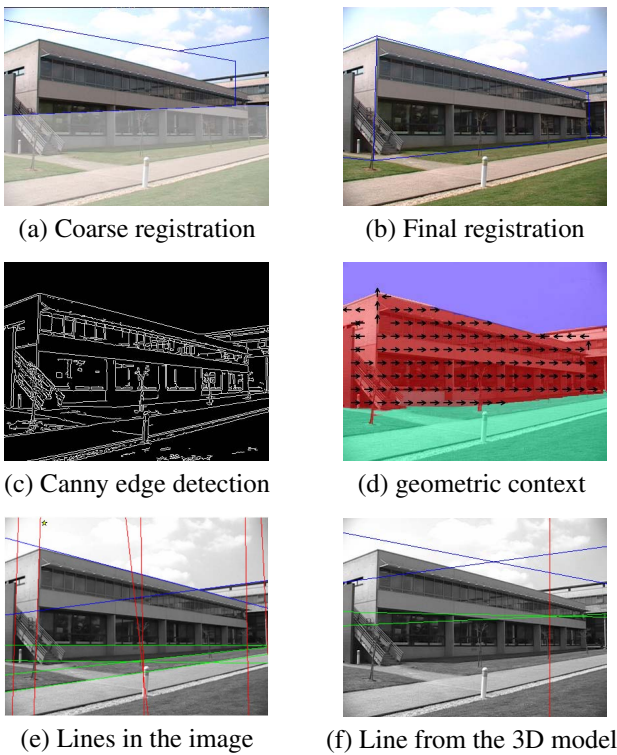 (a) Coarse registration
(b) Final registration
(c) Canny edge detection
(d) geometric context
(e) Lines in the image
(f) Line from the 3D model